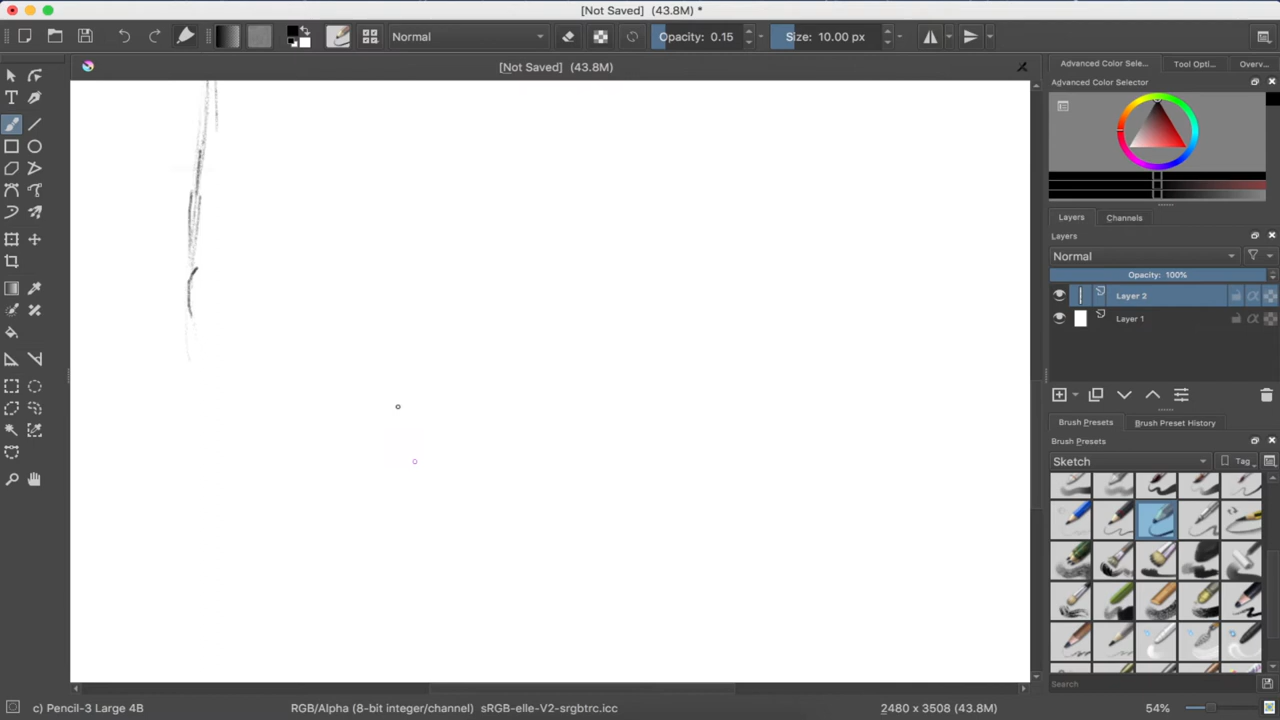 [Not Saved] (43.8M) *
Normal
Opacity: 0.15
Size: 10.00 px
[Not Saved] (43.8M)
Advanced Color Sele...
Tool Opti...
Overv...
Advanced Color Selector
Layers
Channels
Layers
Normal
Opacity: 100%
Layer 2
Layer 1
Brush Presets
Brush Preset History
Brush Presets
Sketch
Tag
Search
c) Pencil-3 Large 4B
RGB/Alpha (8-bit integer/channel) sRGB-elle-V2-srgbtrc.icc
2480 x 3508 (43.8M)
54%